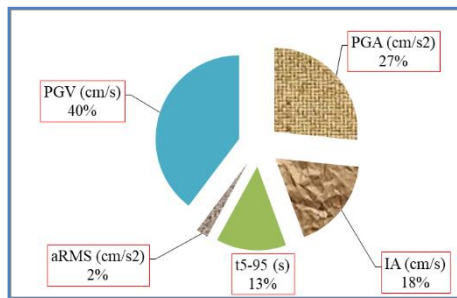 PGA (cm/s2)
27%
PGV (cm/s)
40%
aRMS (cm/s2)
2%
t5-95 (s)
13%
IA (cm/s)
18%